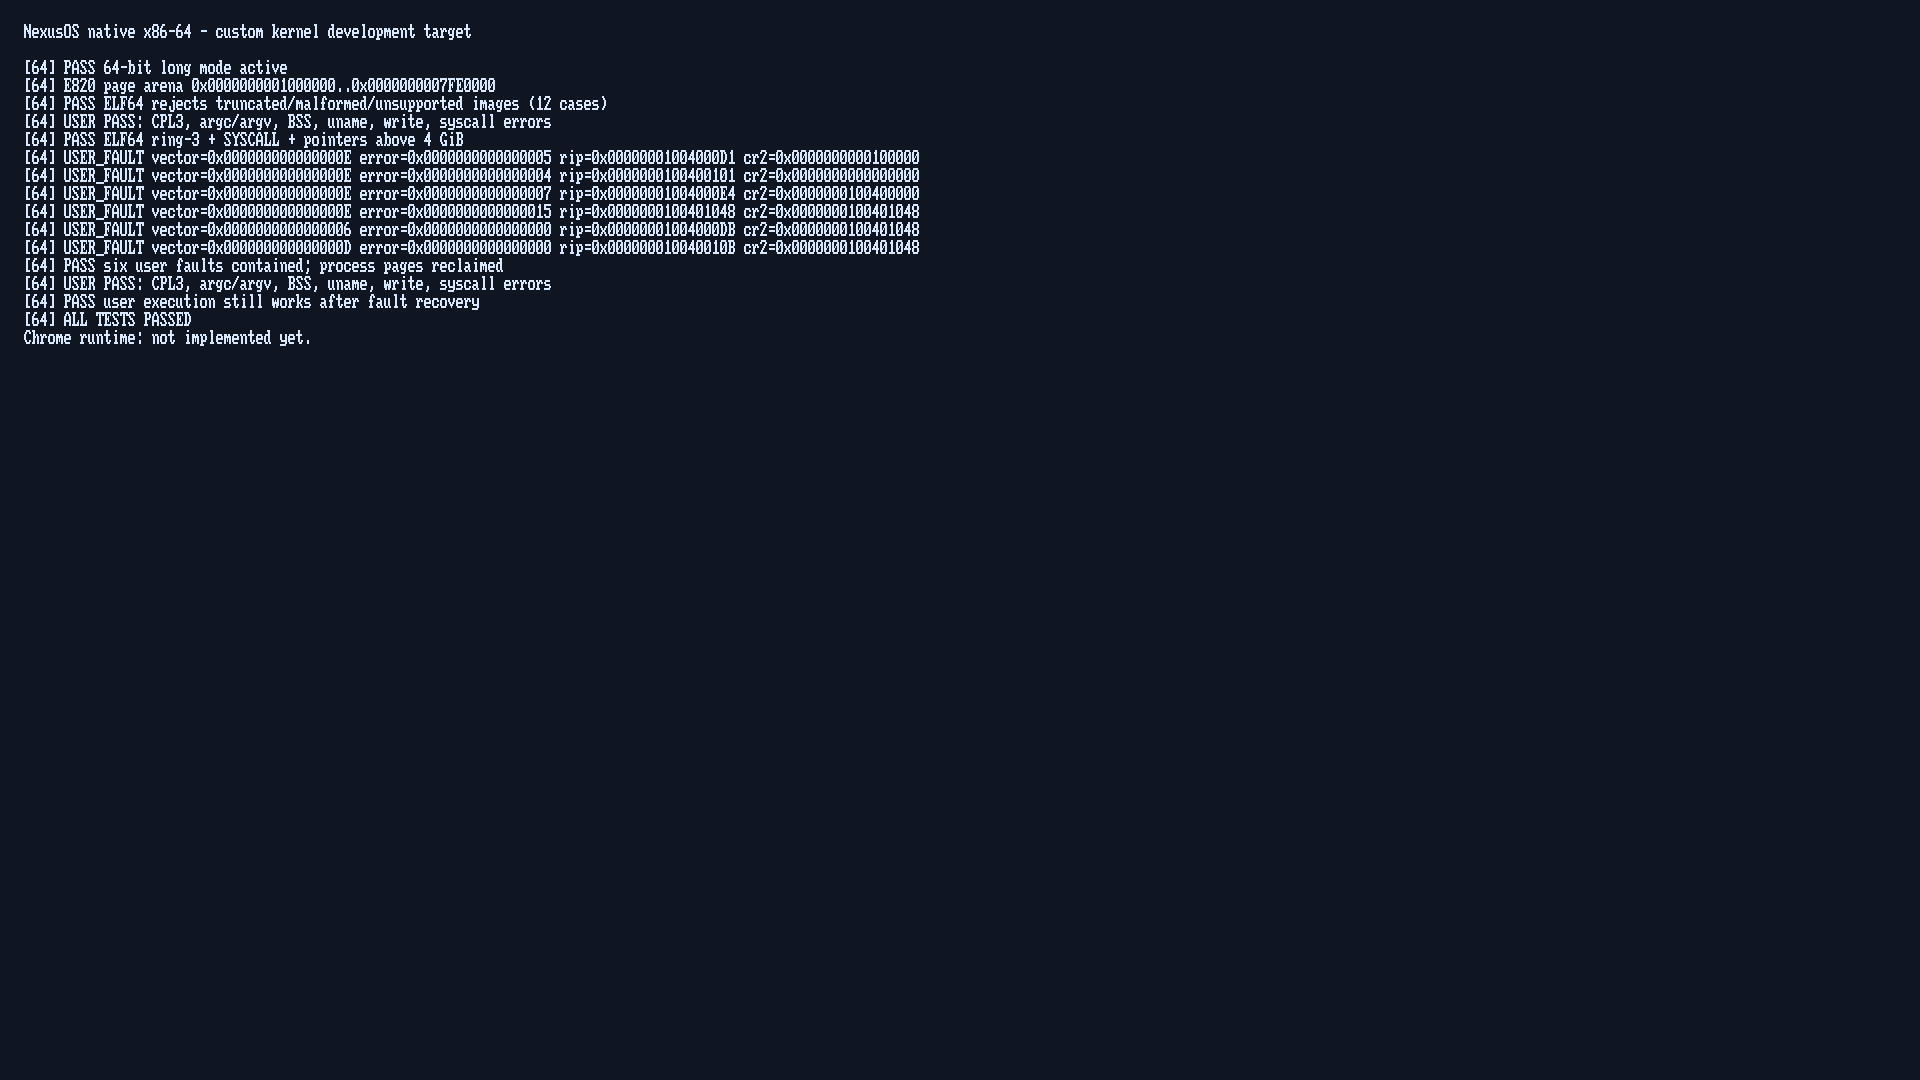 NexusOS native x86-64 - custom kernel development target
[64] PASS 64-bit long mode active
[64] E820 page arena 0x0000000001000000..0x0000000007FE0000
[64] PASS ELF64 rejects truncated/malformed/unsupported images (12 cases)
[64] USER PASS: CPL3, argc/argv, BSS, uname, write, syscall errors
[64] PASS ELF64 ring-3 + SYSCALL + pointers above 4 GiB
[64] USER_FAULT vector=0x000000000000000E error=0x0000000000000005 rip=0x00000001004000D1 cr2=0x0000000000100000
[64] USER_FAULT vector=0x000000000000000E error=0x0000000000000004 rip=0x0000000100400101 cr2=0x0000000000000000
[64] USER_FAULT vector=0x000000000000000E error=0x0000000000000007 rip=0x00000001004000E4 cr2=0x0000000100400000
[64] USER_FAULT vector=0x000000000000000E error=0x0000000000000015 rip=0x0000000100401048 cr2=0x0000000100401048
[64] USER_FAULT vector=0x0000000000000006 error=0x0000000000000000 rip=0x00000001004000DB cr2=0x0000000100401048
[64] USER_FAULT vector=0x000000000000000D error=0x0000000000000000 rip=0x000000010040010B cr2=0x0000000100401048
[64] PASS six user faults contained; process pages reclaimed
[64] USER PASS: CPL3, argc/argv, BSS, uname, write, syscall errors
[64] PASS user execution still works after fault recovery
[64] ALL TESTS PASSED
Chrome runtime: not implemented yet.